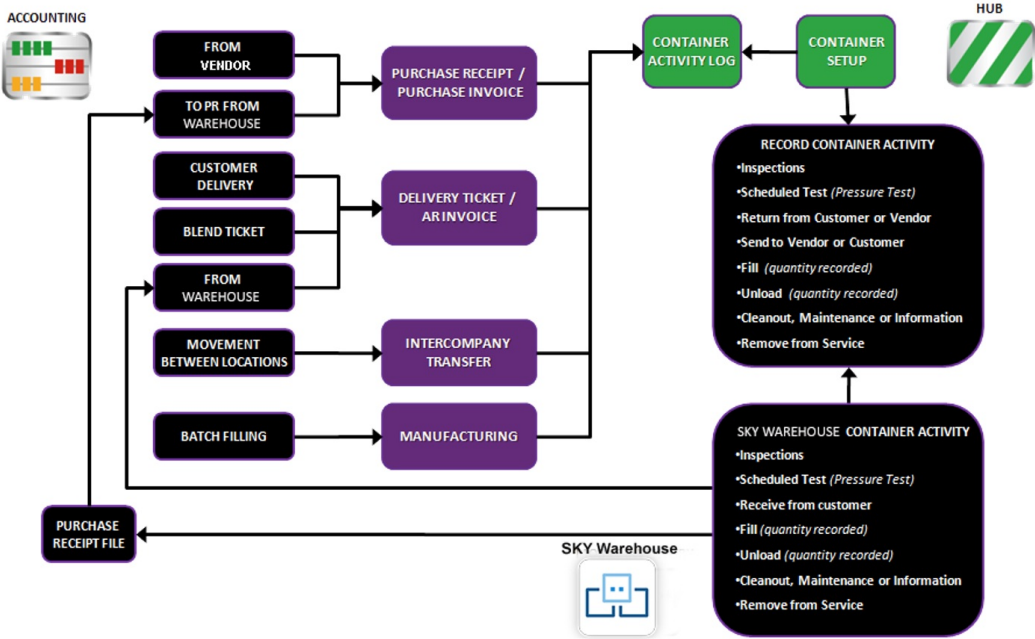 ACCOUNTING
HUB
FROM
VENDOR
TO PR FROM
WAREHOUSE
PURCHASE RECEIPT /
PURCHASE INVOICE
CONTAINER
ACTIVITY LOG
CONTAINER
SETUP
CUSTOMER
DELIVERY
BLEND TICKET
FROM
WAREHOUSE
DELIVERY TICKET /
AR INVOICE
MOVEMENT
BETWEEN LOCATIONS
INTERCOMPANY
TRANSFER
BATCH FILLING
MANUFACTURING
RECORD CONTAINER ACTIVITY
•Inspections
•Scheduled Test (Pressure Test)
•Return from Customer or Vendor
•Send to Vendor or Customer
•Fill (quantity recorded)
•Unload (quantity recorded)
•Cleanout, Maintenance or Information
•Remove from Service
SKY WAREHOUSE CONTAINER ACTIVITY
•Inspections
•Scheduled Test (Pressure Test)
•Receive from customer
•Fill (quantity recorded)
•Unload (quantity recorded)
•Cleanout, Maintenance or Information
•Remove from Service
PURCHASE
RECEIPT FILE
SKY Warehouse